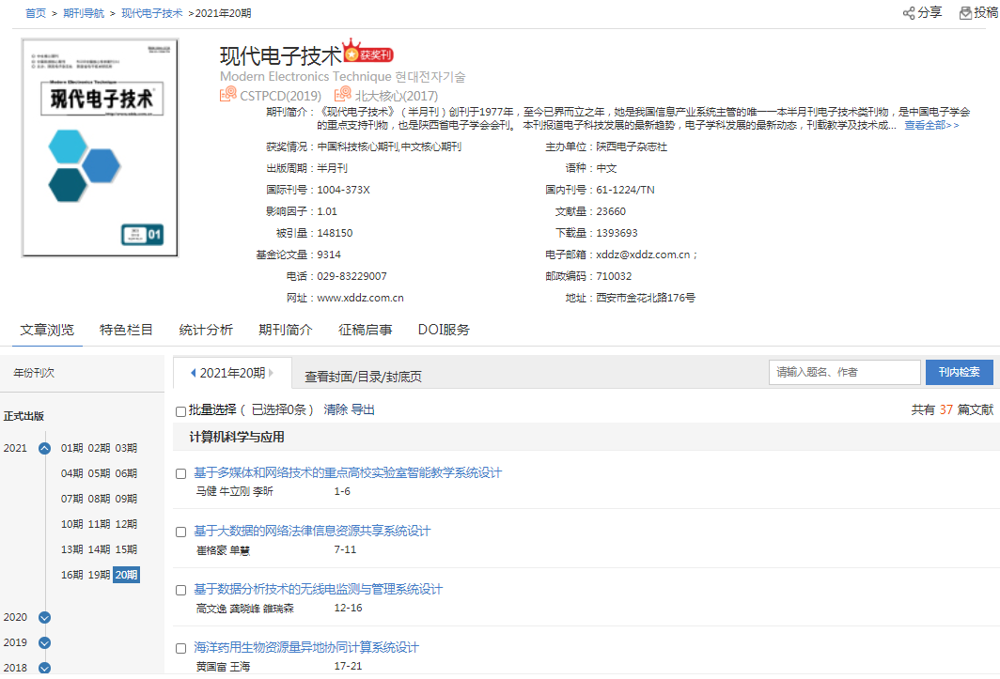 首页 > 期刊导航 > 现代电子技术 >2021年20期
分享 投稿
现代电子技术 获奖刊
Modern Electronics Technique 현대전자기술
CSTPCD(2019) 北大核心(2017)
期刊简介：《现代电子技术》（半月刊）创刊于1977年，至今已界而立之年，她是我国信息产业系统主管的唯一一本半月刊电子技术类刊物，是中国电子学会
的重点支持刊物，也是陕西省电子学会会刊。 本刊报道电子科技发展的最新趋势，电子学科发展的最新动态，刊载教学及技术成... 查看全部>>
获奖情况：中国科技核心期刊,中文核心期刊 主办单位：陕西电子杂志社
出版周期：半月刊 语种：中文
国际刊号：1004-373X 国内刊号：61-1224/TN
影响因子：1.01 文献量：23660
被引量：148150 下载量：1393693
基金论文量：9314 电子邮箱：xddz@xddz.com.cn；
电话：029-83229007 邮政编码：710032
网址：www.xddz.com.cn 地址：西安市金花北路176号
Modern Electronics Technique
现代电子技术
http://www.xddz.com.cn
01
文章浏览 特色栏目 统计分析 期刊简介 征稿启事 DOI服务
年份刊次
2021年20期 查看封面/目录/封底页 请输入题名、作者 刊内检索
正式出版
批量选择（ 已选择0条） 清除 导出 共有 37 篇文献
计算机科学与应用
2021 01期 02期 03期
04期 05期 06期
07期 08期 09期
10期 11期 12期
13期 14期 15期
16期 19期 20期
2020
2019
2018
基于多媒体和网络技术的重点高校实验室智能教学系统设计
马健 牛立刚 李昕 1-6
基于大数据的网络法律信息资源共享系统设计
崔格豪 单慧 7-11
基于数据分析技术的无线电监测与管理系统设计
高文逸 龚晓峰 雒瑞森 12-16
海洋药用生物资源量异地协同计算系统设计
黄国富 王海 17-21